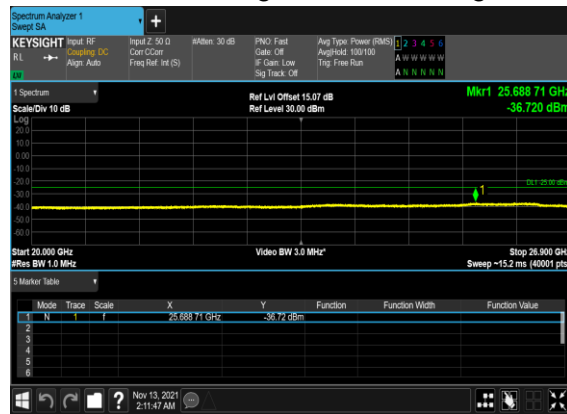 Spectrum Analyzer 1
Swept SA
+
KEYSIGHT Input: RF Input Z: 50 Ω #Atten: 30 dB PNO: Fast Avg Type: Power (RMS) 1 2 3 4 5 6
RL Coupling: DC Corr CCorr Gate: Off Avg|Hold: 100/100 A W W W W W
Align: Auto Freq Ref: Int (S) IF Gain: Low Trig: Free Run
Sig Track: Off A N N N N N
1 Spectrum Ref Lvl Offset 15.07 dB Mkr1 25.688 71 GHz
Scale/Div 10 dB Ref Level 30.00 dBm -36.720 dBm
Log
20.0
10.0
0.00
-10.0
-20.0
DL1 25.00 dBm
1
-30.0
-40.0
-50.0
-60.0
Start 20.000 GHz Video BW 3.0 MHz* Stop 26.900 GHz
#Res BW 1.0 MHz Sweep ~15.2 ms (40001 pts)
5 Marker Table
Mode Trace Scale X Y Function Function Width Function Value
1 N 1 f 25.688 71 GHz -36.72 dBm
2
3
4
5
6
? Nov 13, 2021
2:11:47 AM